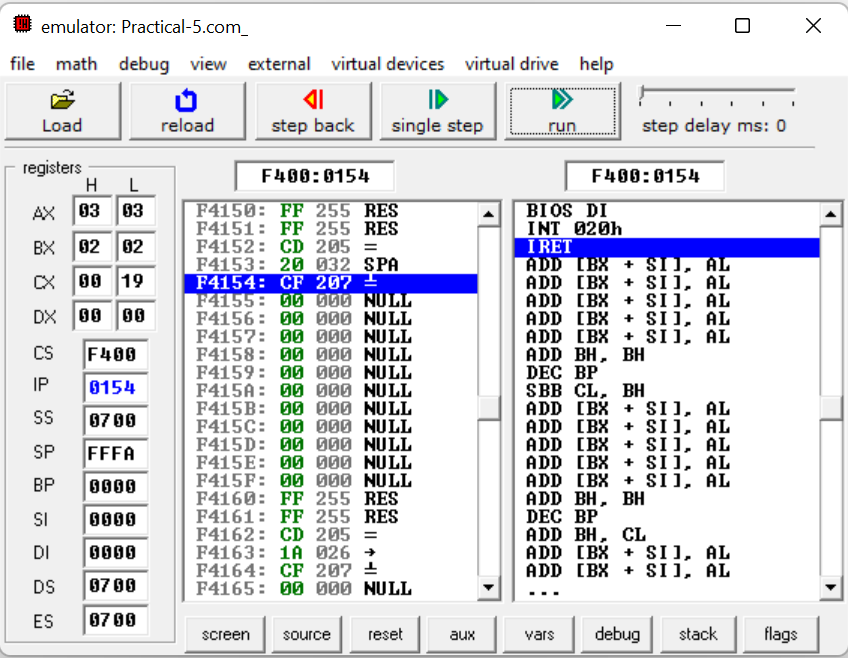 emulator: Practical-5.com_
file math debug view external virtual devices virtual drive help
Load reload step back single step run step delay ms: 0
registers
H L
F400:0154 F400:0154
AX 03 03
BX 02 02
CX 00 19
DX 00 00
CS F400
IP 0154
SS 0700
SP FFFA
BP 0000
SI 0000
DI 0000
DS 0700
ES 0700
F4150: FF 255 RES
F4151: FF 255 RES
F4152: CD 205 =
F4153: 20 032 SPA
F4154: CF 207 ╧
F4155: 00 000 NULL
F4156: 00 000 NULL
F4157: 00 000 NULL
F4158: 00 000 NULL
F4159: 00 000 NULL
F415A: 00 000 NULL
F415B: 00 000 NULL
F415C: 00 000 NULL
F415D: 00 000 NULL
F415E: 00 000 NULL
F415F: 00 000 NULL
F4160: FF 255 RES
F4161: FF 255 RES
F4162: CD 205 =
F4163: 1A 026 →
F4164: CF 207 ╧
F4165: 00 000 NULL
BIOS DI
INT 020h
IRET
ADD [BX + SI], AL
ADD [BX + SI], AL
ADD [BX + SI], AL
ADD [BX + SI], AL
ADD [BX + SI], AL
ADD BH, BH
DEC BP
SBB CL, BH
ADD [BX + SI], AL
ADD [BX + SI], AL
ADD [BX + SI], AL
ADD [BX + SI], AL
ADD [BX + SI], AL
ADD BH, BH
DEC BP
ADD BH, CL
ADD [BX + SI], AL
ADD [BX + SI], AL
...
screen source reset aux vars debug stack flags